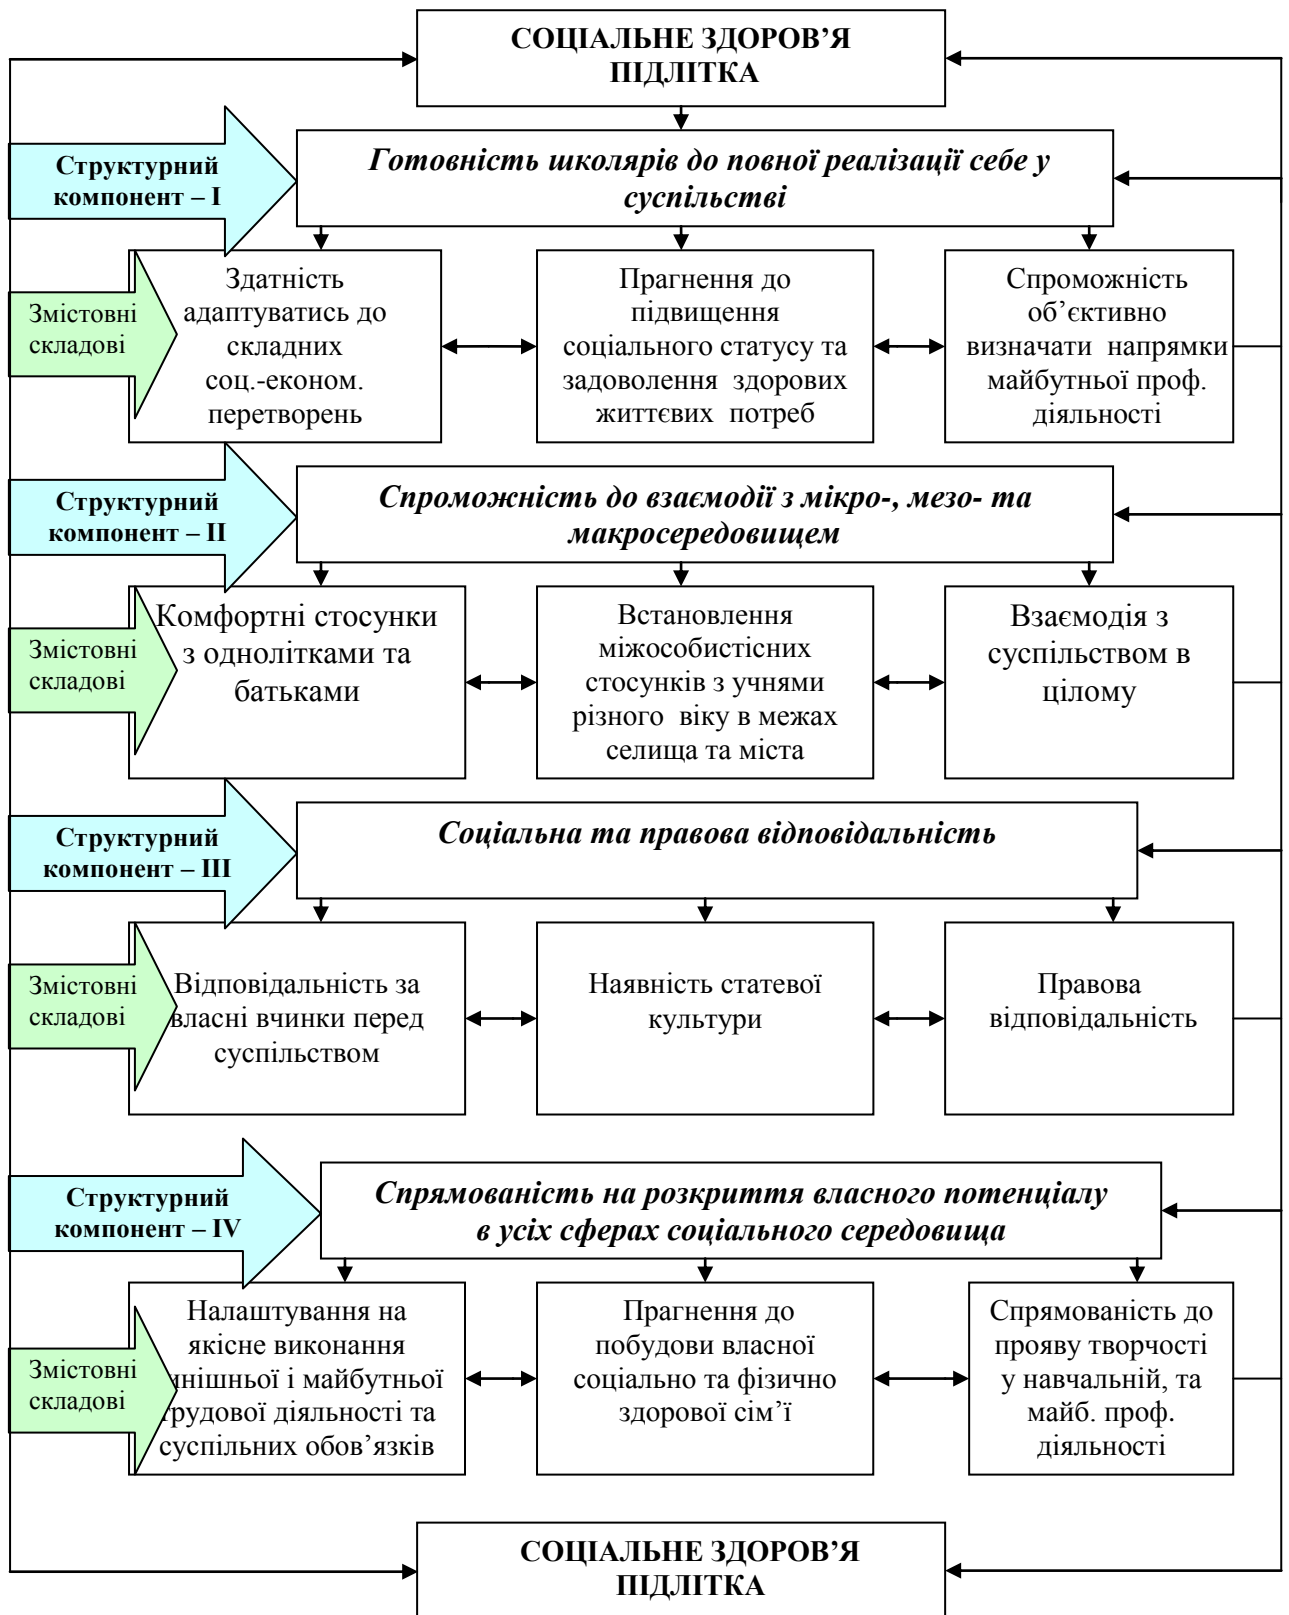 СОЦІАЛЬНЕ ЗДОРОВ’Я
ПІДЛІТКА
Структурний
компонент – I
Готовність школярів до повної реалізації себе у
суспільстві
Змістовні
складові
Здатність
адаптуватись до
складних
соц.-економ.
перетворень
Прагнення до
підвищення
соціального статусу та
задоволення здорових
життєвих потреб
Спроможність
об’єктивно
визначати напрямки
майбутньої проф.
діяльності
Структурний
компонент – II
Спроможність до взаємодії з мікро-, мезо- та
макросередовищем
Змістовні
складові
Комфортні стосунки
з однолітками та
батьками
Встановлення
міжособистісних
стосунків з учнями
різного віку в межах
селища та міста
Взаємодія з
суспільством в
цілому
Структурний
компонент – III
Соціальна та правова відповідальність
Змістовні
складові
Відповідальність за
власні вчинки перед
суспільством
Наявність статевої
культури
Правова
відповідальність
Структурний
компонент – IV
Спрямованість на розкриття власного потенціалу
в усіх сферах соціального середовища
Змістовні
складові
Налаштування на
якісне виконання
инішньої і майбутньої
трудової діяльності та
суспільних обов’язків
Прагнення до
побудови власної
соціально та фізично
здорової сім’ї
Спрямованість до
прояву творчості
у навчальній, та
майб. проф.
діяльності
СОЦІАЛЬНЕ ЗДОРОВ’Я
ПІДЛІТКА